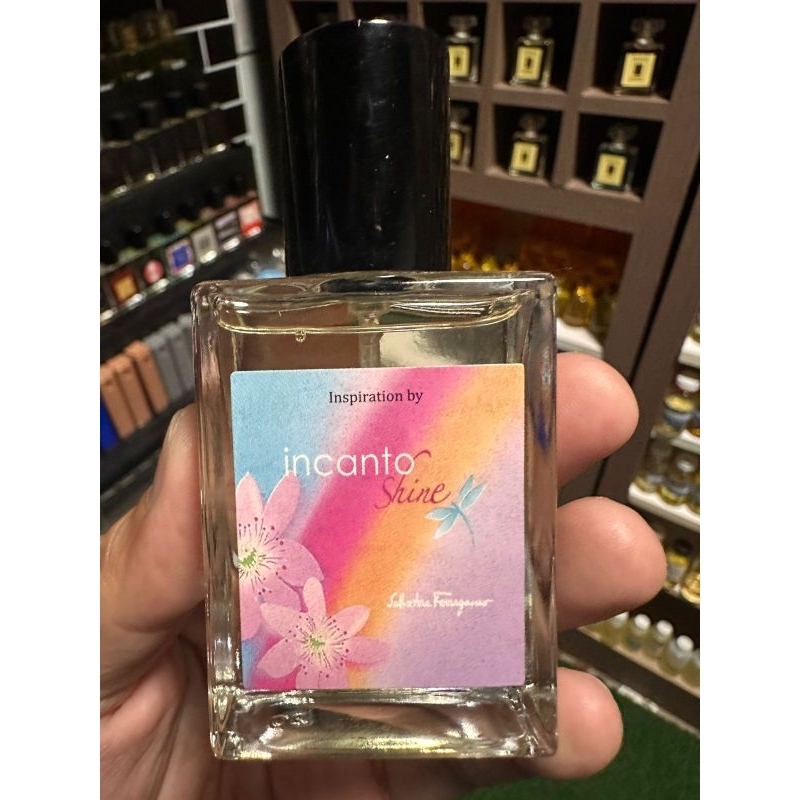 Inspiration by
incanto
Shine
Salvatore Ferragamo